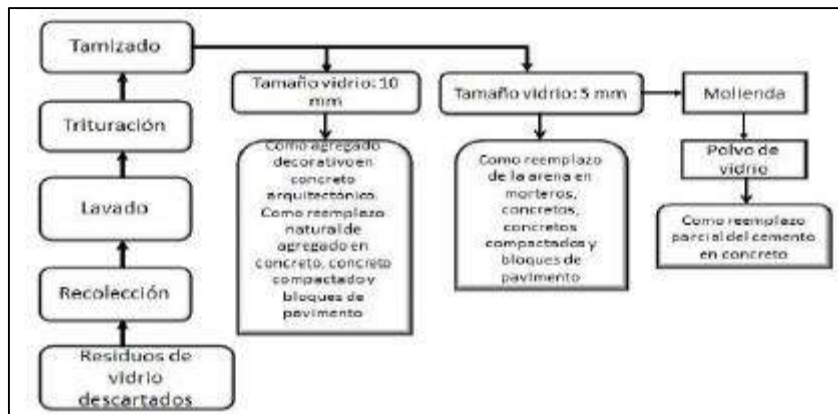 Tamizado
Trituración
Lavado
Recolección
Residuos de
vidrio
descartados
Tamaño vidrio: 10
mm
Como agregado
decorativo en
concreto
arquitectónico.
Como reemplazo
natural de
agregado en
concreto, concreto
compactado y
bloques de
pavimento
Tamaño vidrio: 5 mm
Como reemplazo
de la arena en
morteros,
concretos,
concretos
compactados y
bloques de
pavimento
Molienda
Polvo de
vidrio
Como reemplazo
parcial del cemento
en concreto